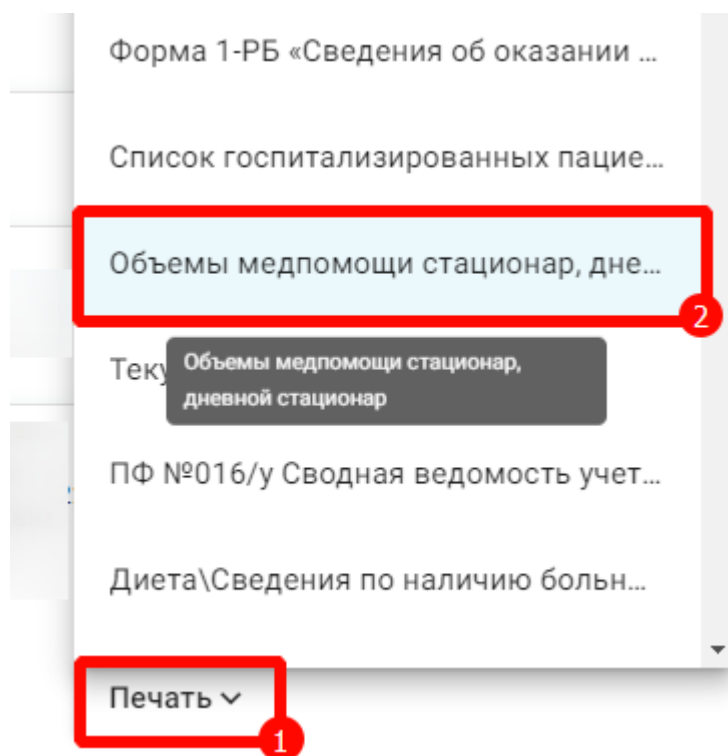 Форма 1-РБ «Сведения об оказании ...
Список госпитализированных пацие...
Объемы медпомощи стационар, дне...
2
Теку
Объемы медпомощи стационар,
дневной стационар
ПФ №016/у Сводная ведомость учет...
Диета\Сведения по наличию больн...
Печать
1